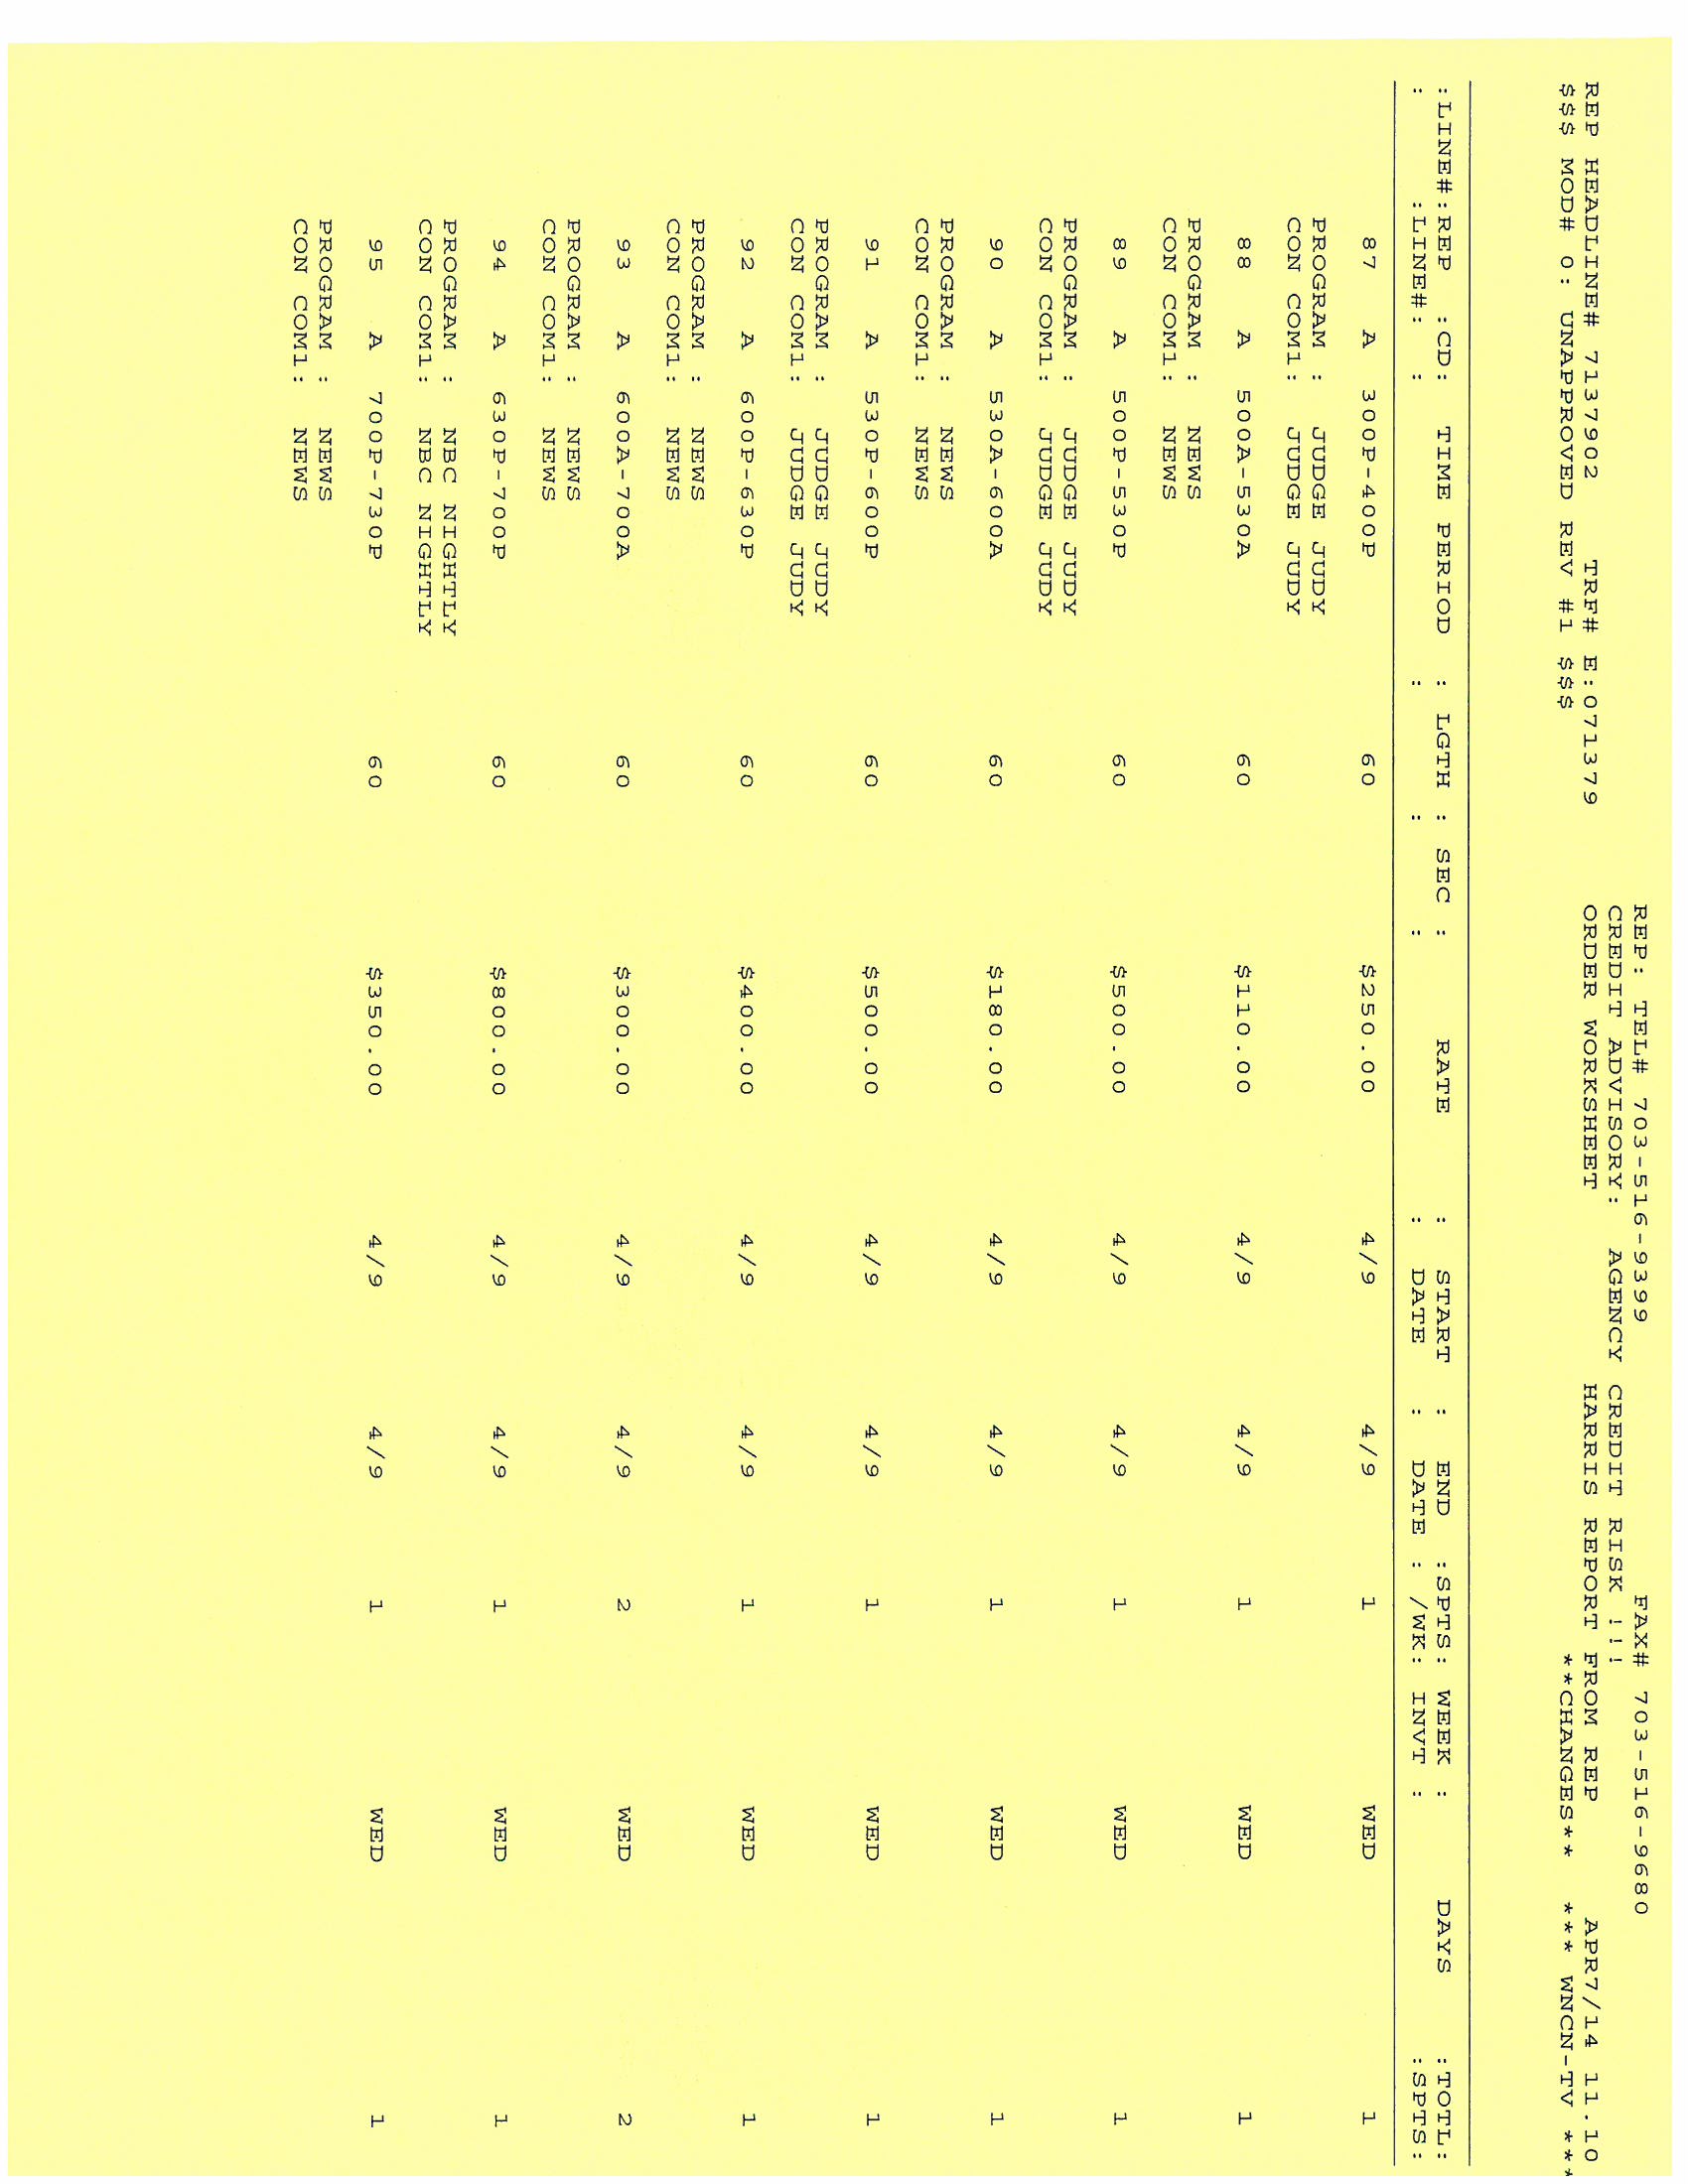 REP: TEL# 703-516-9399 FAX# 703-516-9680
CREDIT ADVISORY: AGENCY CREDIT RISK !!!
REP HEADLINE# 7137902 TRF# E:071379 ORDER WORKSHEET HARRIS REPORT FROM REP APR7/14 11.10
$$$ MOD# 0: UNAPPROVED REV #1 $$$ **CHANGES** *** WNCN-TV ***
:LINE#:REP :CD: TIME PERIOD : LGTH : SEC : RATE : START : END :SPTS: WEEK : DAYS :TOTL:
: :LINE#: : : : : : DATE : DATE : /WK: INVT : :SPTS:
87 A 300P-400P 60 $250.00 4/9 4/9 1 WED 1
PROGRAM : JUDGE JUDY
CON COM1: JUDGE JUDY
88 A 500A-530A 60 $110.00 4/9 4/9 1 WED 1
PROGRAM : NEWS
CON COM1: NEWS
89 A 500P-530P 60 $500.00 4/9 4/9 1 WED 1
PROGRAM : JUDGE JUDY
CON COM1: JUDGE JUDY
90 A 530A-600A 60 $180.00 4/9 4/9 1 WED 1
PROGRAM : NEWS
CON COM1: NEWS
91 A 530P-600P 60 $500.00 4/9 4/9 1 WED 1
PROGRAM : JUDGE JUDY
CON COM1: JUDGE JUDY
92 A 600P-630P 60 $400.00 4/9 4/9 1 WED 1
PROGRAM : NEWS
CON COM1: NEWS
93 A 600A-700A 60 $300.00 4/9 4/9 2 WED 2
PROGRAM : NEWS
CON COM1: NEWS
94 A 630P-700P 60 $800.00 4/9 4/9 1 WED 1
PROGRAM : NBC NIGHTLY
CON COM1: NBC NIGHTLY
95 A 700P-730P 60 $350.00 4/9 4/9 1 WED 1
PROGRAM : NEWS
CON COM1: NEWS